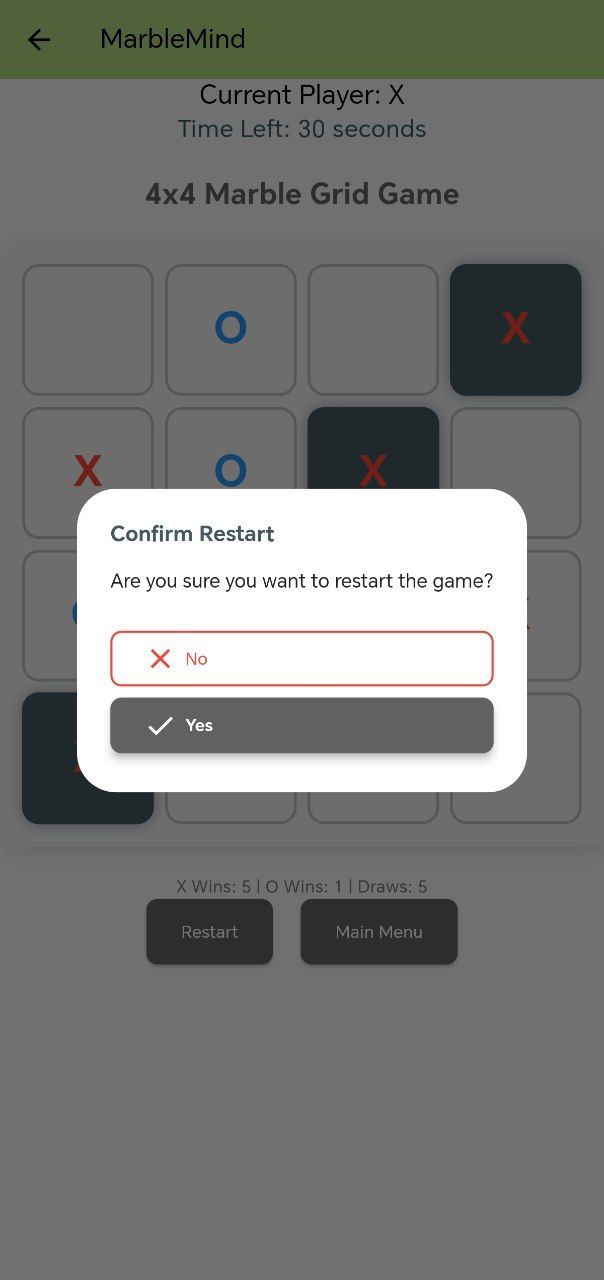 MarbleMind
Current Player: X
Time Left: 30 seconds
4x4 Marble Grid Game
O X
X O X
Confirm Restart
Are you sure you want to restart the game?
No
Yes
X Wins: 5 | O Wins: 1 | Draws: 5
Restart Main Menu